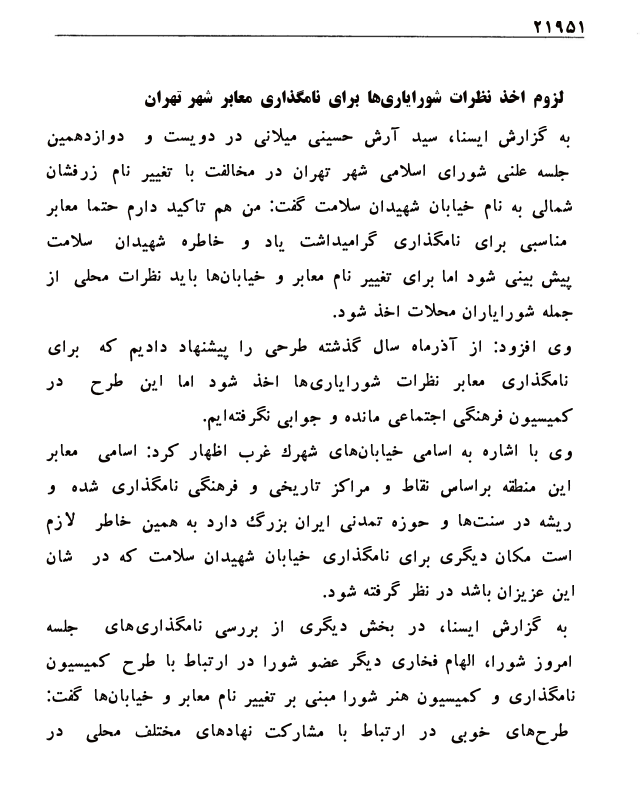 ۲۱۹۵۱
لزوم اخذ نظرات شورایاری‌ها برای نامگذاری معابر شهر تهران
به گزارش ایسنا، سید آرش حسینی میلانی در دویست و دوازدهمین
جلسه علنی شورای اسلامی شهر تهران در مخالفت با تغییر نام زرفشان
شمالی به نام خیابان شهیدان سلامت گفت: من هم تاکید دارم حتما معابر
مناسبی برای نامگذاری گرامیداشت یاد و خاطره شهیدان سلامت
پیش بینی شود اما برای تغییر نام معابر و خیابان‌ها باید نظرات محلی از
جمله شورایاران محلات اخذ شود.
وی افزود: از آذرماه سال گذشته طرحی را پیشنهاد دادیم که برای
نامگذاری معابر نظرات شورایاری‌ها اخذ شود اما این طرح در
کمیسیون فرهنگی اجتماعی مانده و جوابی نگرفته‌ایم.
وی با اشاره به اسامی خیابان‌های شهرك غرب اظهار کرد: اسامی معابر
این منطقه براساس نقاط و مراکز تاریخی و فرهنگی نامگذاری شده و
ریشه در سنت‌ها و حوزه تمدنی ایران بزرگ دارد به همین خاطر لازم
است مکان دیگری برای نامگذاری خیابان شهیدان سلامت که در شان
این عزیزان باشد در نظر گرفته شود.
به گزارش ایسنا، در بخش دیگری از بررسی نامگذاری‌های جلسه
امروز شورا، الهام فخاری دیگر عضو شورا در ارتباط با طرح کمیسیون
نامگذاری و کمیسیون هنر شورا مبنی بر تغییر نام معابر و خیابان‌ها گفت:
طرح‌های خوبی در ارتباط با مشارکت نهادهای مختلف محلی در